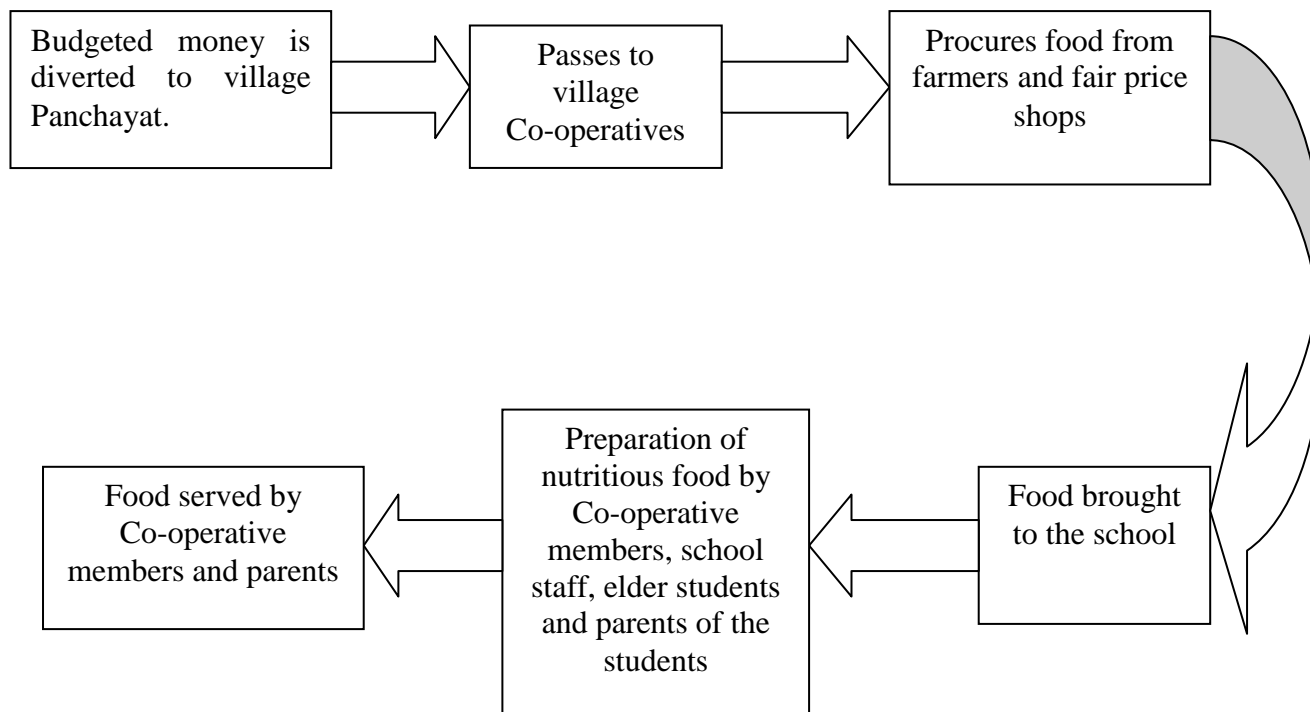 Budgeted money is
diverted to village
Panchayat.
Passes to
village
Co-operatives
Procures food from
farmers and fair price
shops
Food brought
to the school
Preparation of
nutritious food by
Co-operative
members, school
staff, elder students
and parents of the
students
Food served by
Co-operative
members and parents